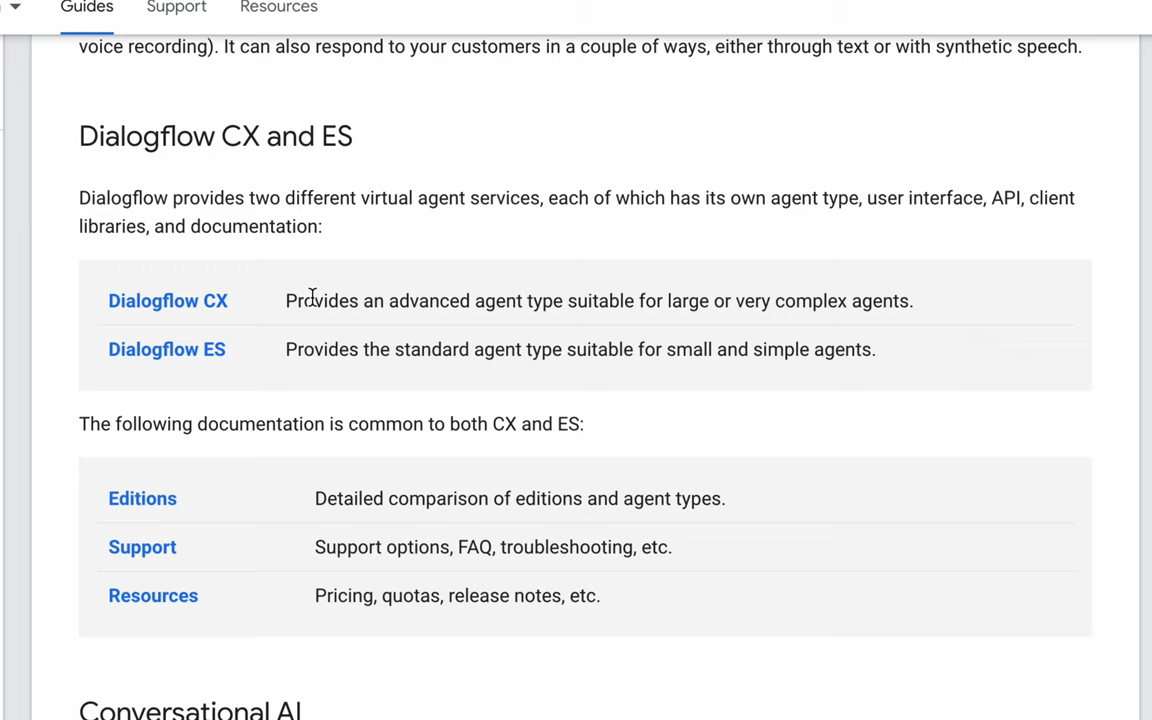 Guides Support Resources
voice recording). It can also respond to your customers in a couple of ways, either through text or with synthetic speech.
Dialogflow CX and ES
Dialogflow provides two different virtual agent services, each of which has its own agent type, user interface, API, client
libraries, and documentation:
Dialogflow CX Provides an advanced agent type suitable for large or very complex agents.
Dialogflow ES Provides the standard agent type suitable for small and simple agents.
The following documentation is common to both CX and ES:
Editions Detailed comparison of editions and agent types.
Support Support options, FAQ, troubleshooting, etc.
Resources Pricing, quotas, release notes, etc.
Conversational AI